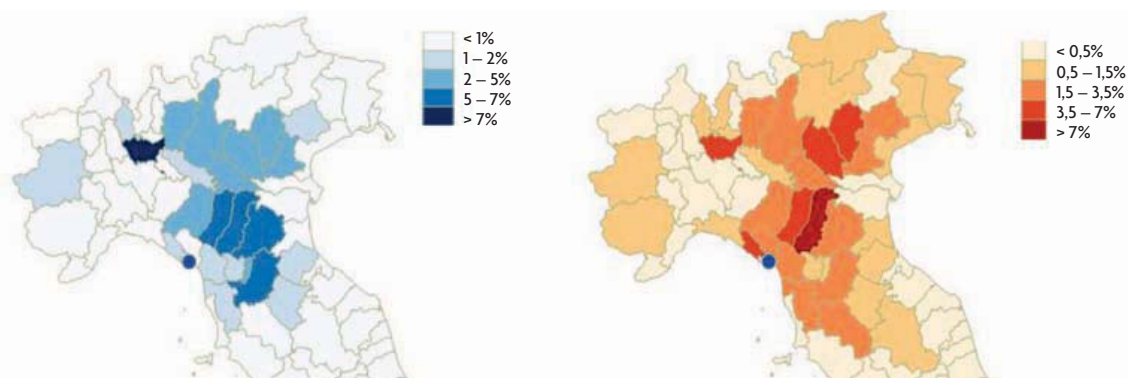 < 1%
1 – 2%
2 – 5%
5 – 7%
> 7%
< 0,5%
0,5 – 1,5%
1,5 – 3,5%
3,5 – 7%
> 7%